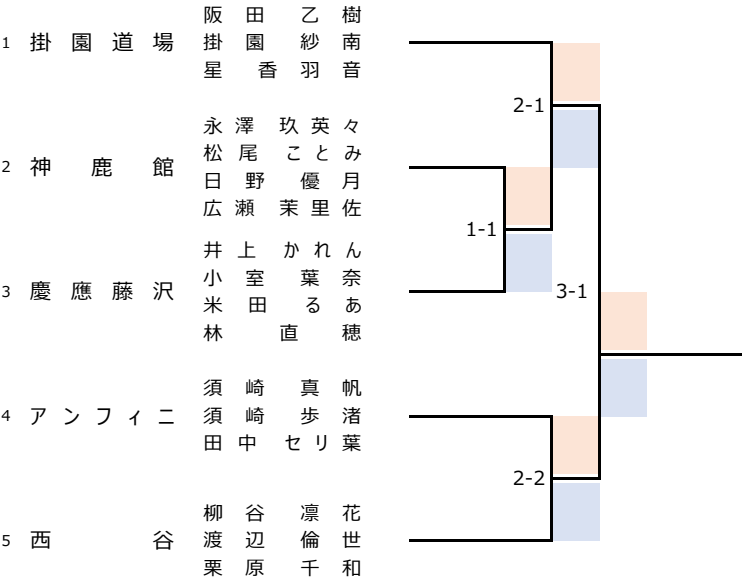 阪田 乙樹
1 掛園道場 掛園 紗南
星 香羽音
2-1
永澤 玖英々
松尾 ことみ
2 神鹿館
日野 優月
広瀬 茉里佐
1-1
井上 かれん
小室 葉奈
3 慶應藤沢 3-1
米田 るあ
林 直穂
須崎 真帆
4 アンフィニ 須崎 歩渚
田中 セリ葉
2-2
柳谷 凛花
5 西谷 渡辺 倫世
栗原 千和